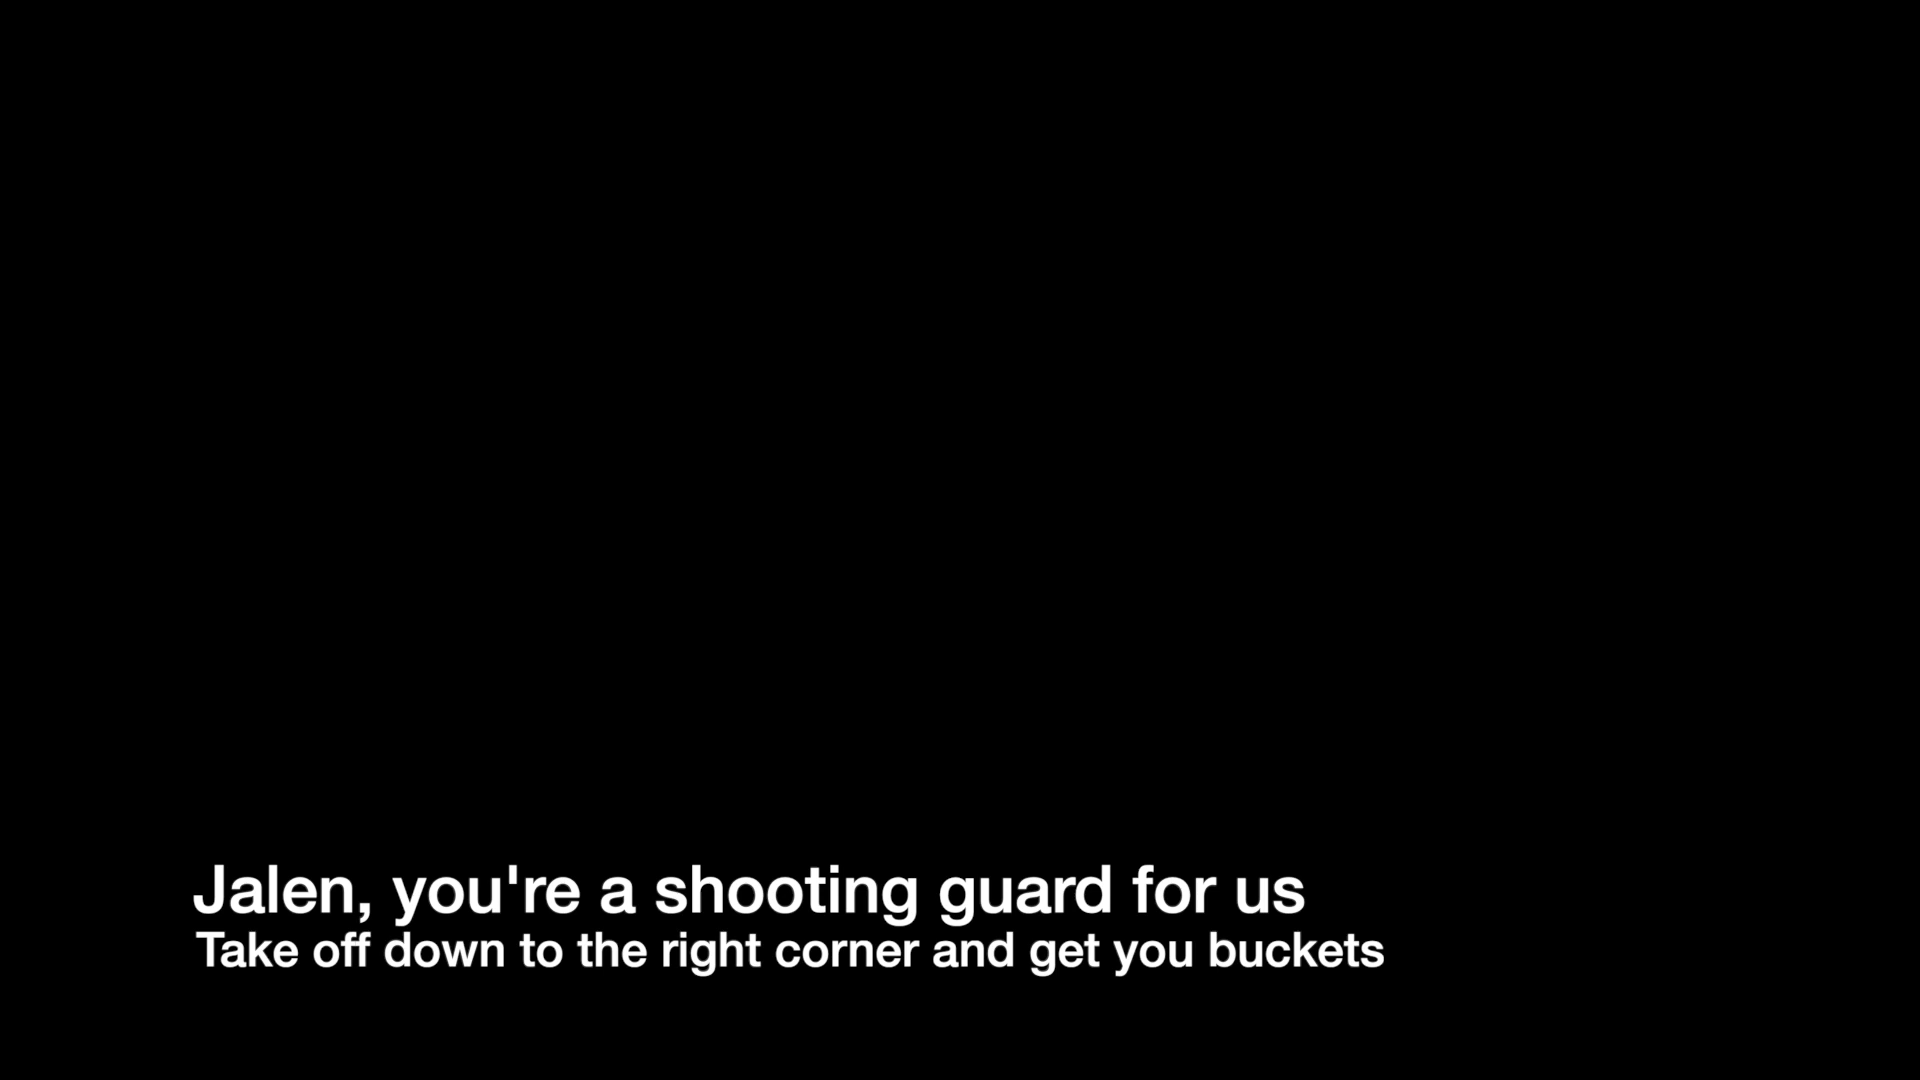 Jalen, you're a shooting guard for us
Take off down to the right corner and get you buckets